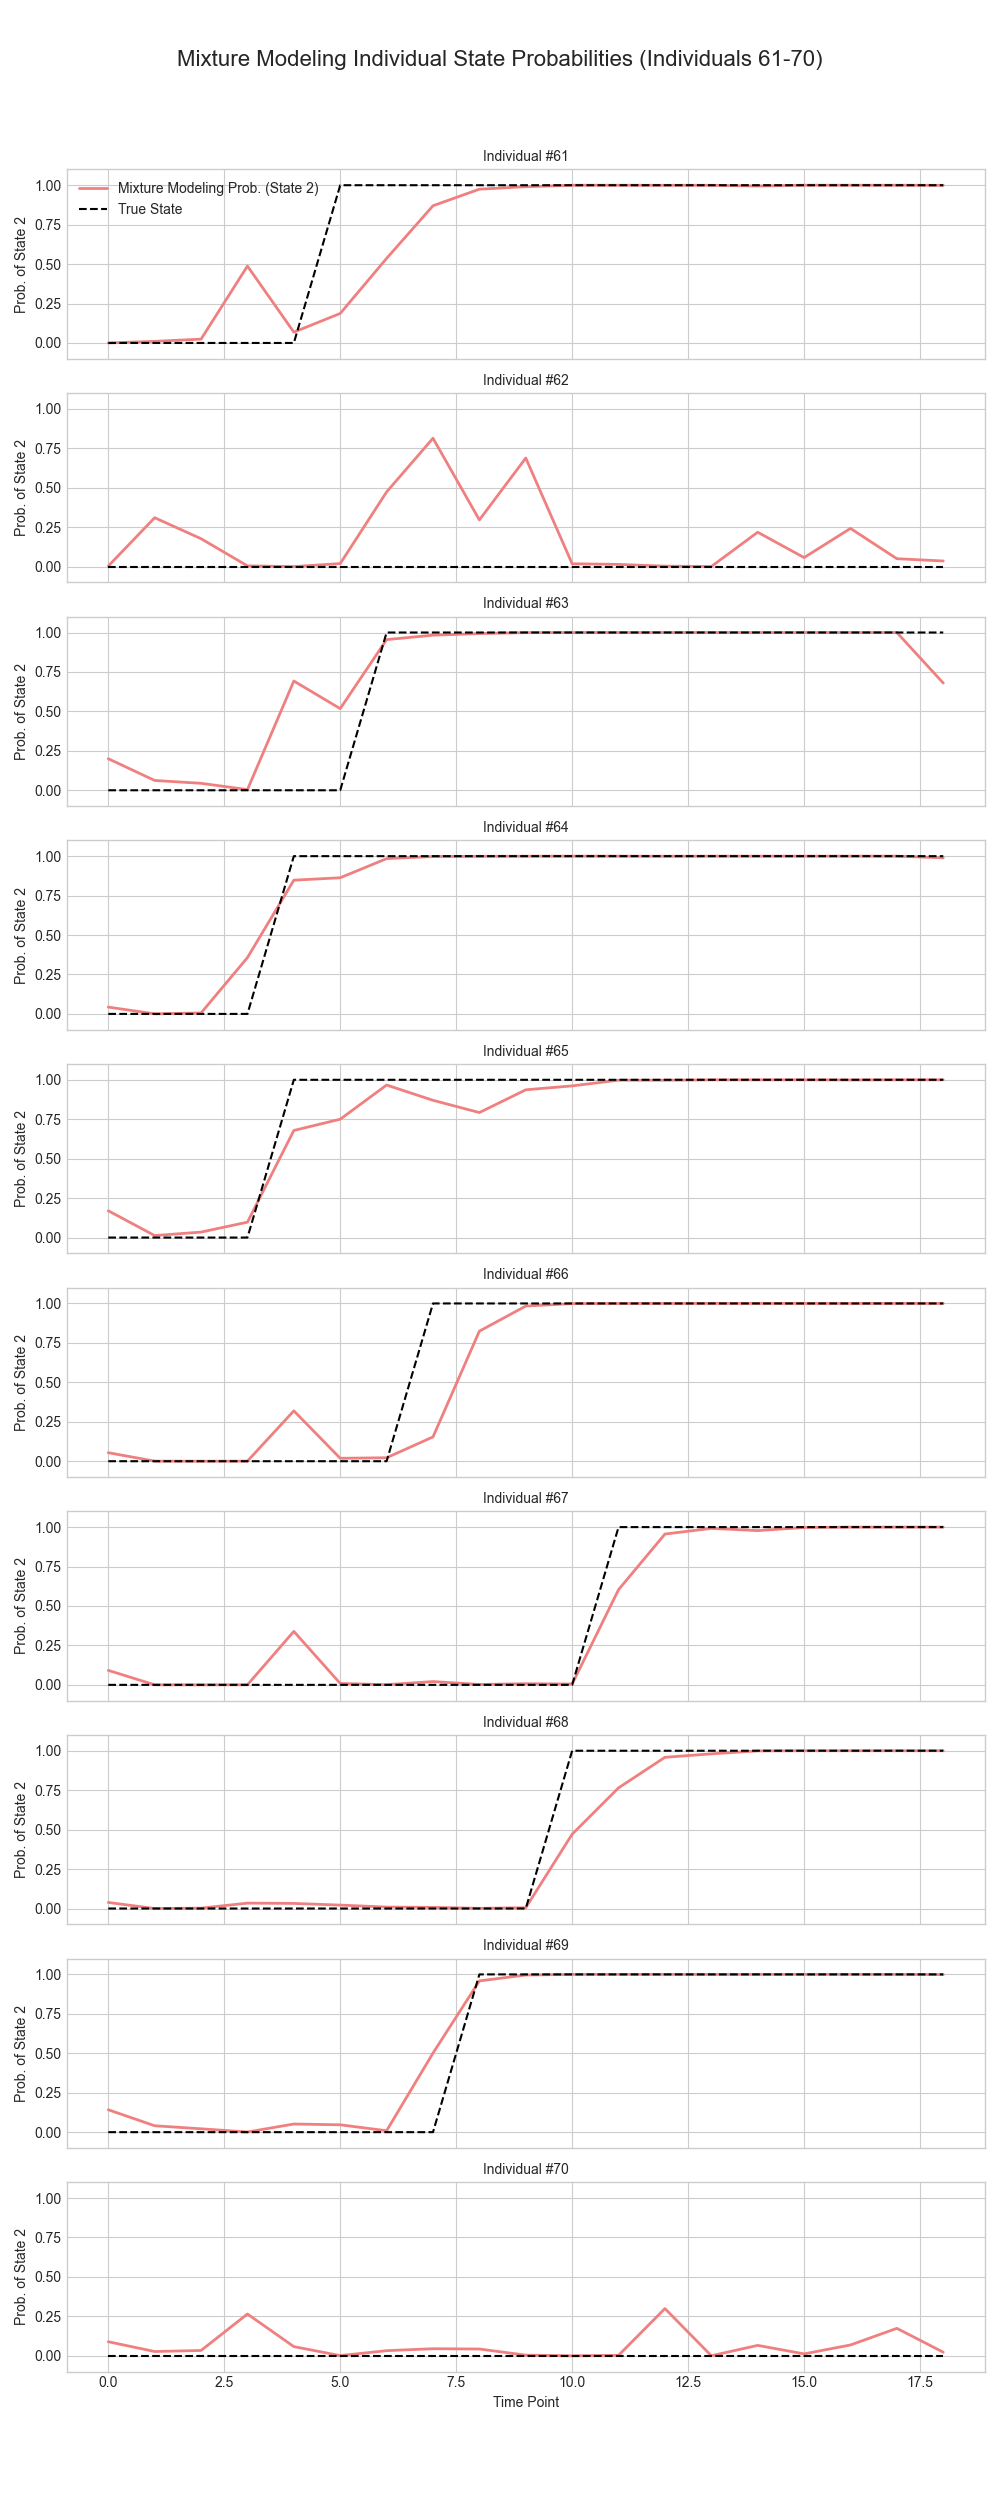 Mixture Modeling Individual State Probabilities (Individuals 61-70)
Individual #61
Mixture Modeling Prob. (State 2)
True State
Prob. of State 2
1.00
0.75
0.50
0.25
0.00
Individual #62
Prob. of State 2
1.00
0.75
0.50
0.25
0.00
Individual #63
Prob. of State 2
1.00
0.75
0.50
0.25
0.00
Individual #64
Prob. of State 2
1.00
0.75
0.50
0.25
0.00
Individual #65
Prob. of State 2
1.00
0.75
0.50
0.25
0.00
Individual #66
Prob. of State 2
1.00
0.75
0.50
0.25
0.00
Individual #67
Prob. of State 2
1.00
0.75
0.50
0.25
0.00
Individual #68
Prob. of State 2
1.00
0.75
0.50
0.25
0.00
Individual #69
Prob. of State 2
1.00
0.75
0.50
0.25
0.00
Individual #70
Prob. of State 2
1.00
0.75
0.50
0.25
0.00
0.0 2.5 5.0 7.5 10.0 12.5 15.0 17.5
Time Point